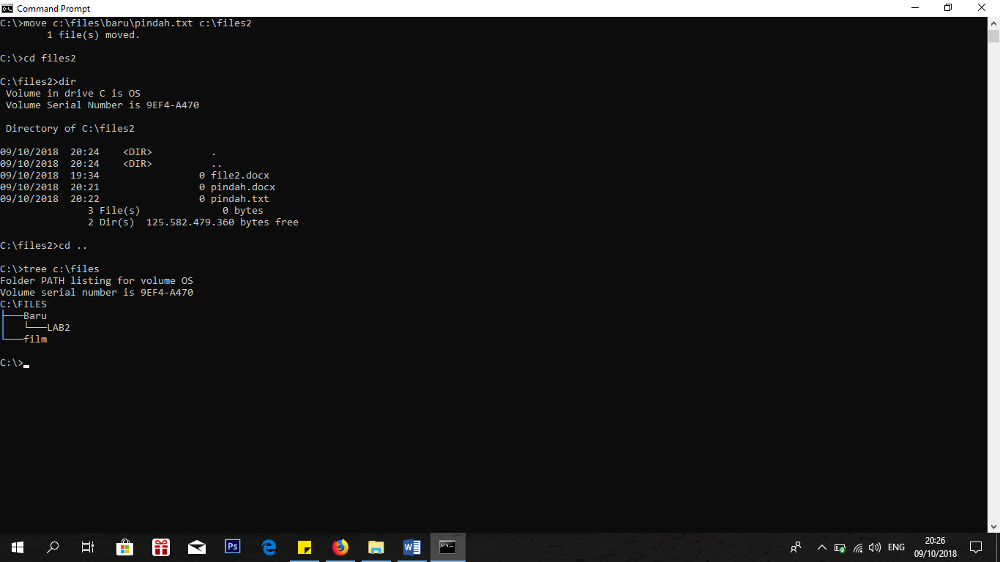 Command Prompt
C:\>move c:\files\baru\pindah.txt c:\files2
        1 file(s) moved.
C:\>cd files2
C:\files2>dir
 Volume in drive C is OS
 Volume Serial Number is 9EF4-A470
 Directory of C:\files2
09/10/2018  20:24    <DIR>          .
09/10/2018  20:24    <DIR>          ..
09/10/2018  19:34                 0 file2.docx
09/10/2018  20:21                 0 pindah.docx
09/10/2018  20:22                 0 pindah.txt
               3 File(s)              0 bytes
               2 Dir(s)  125.582.479.360 bytes free
C:\files2>cd ..
C:\>tree c:\files
Folder PATH listing for volume OS
Volume serial number is 9EF4-A470
C:\FILES
├───Baru
│   └───LAB2
└───film
C:\>
Ps
ENG
20:26
09/10/2018